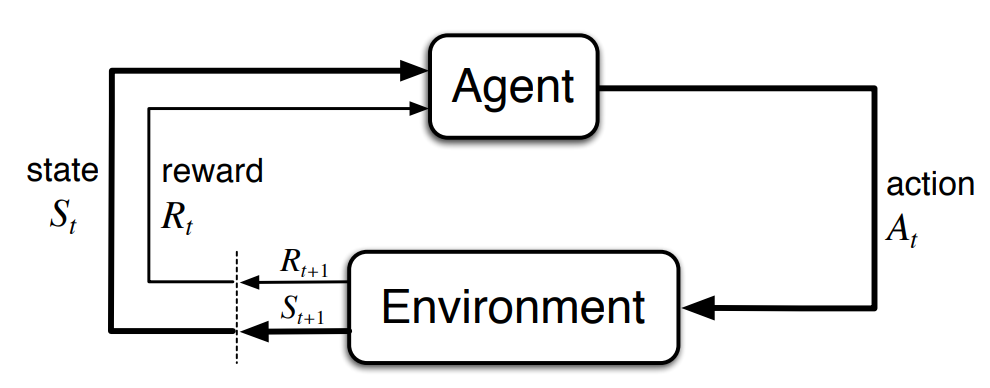 Agent
state
S_t
reward
R_t
action
A_t
R_{t+1}
S_{t+1}
Environment